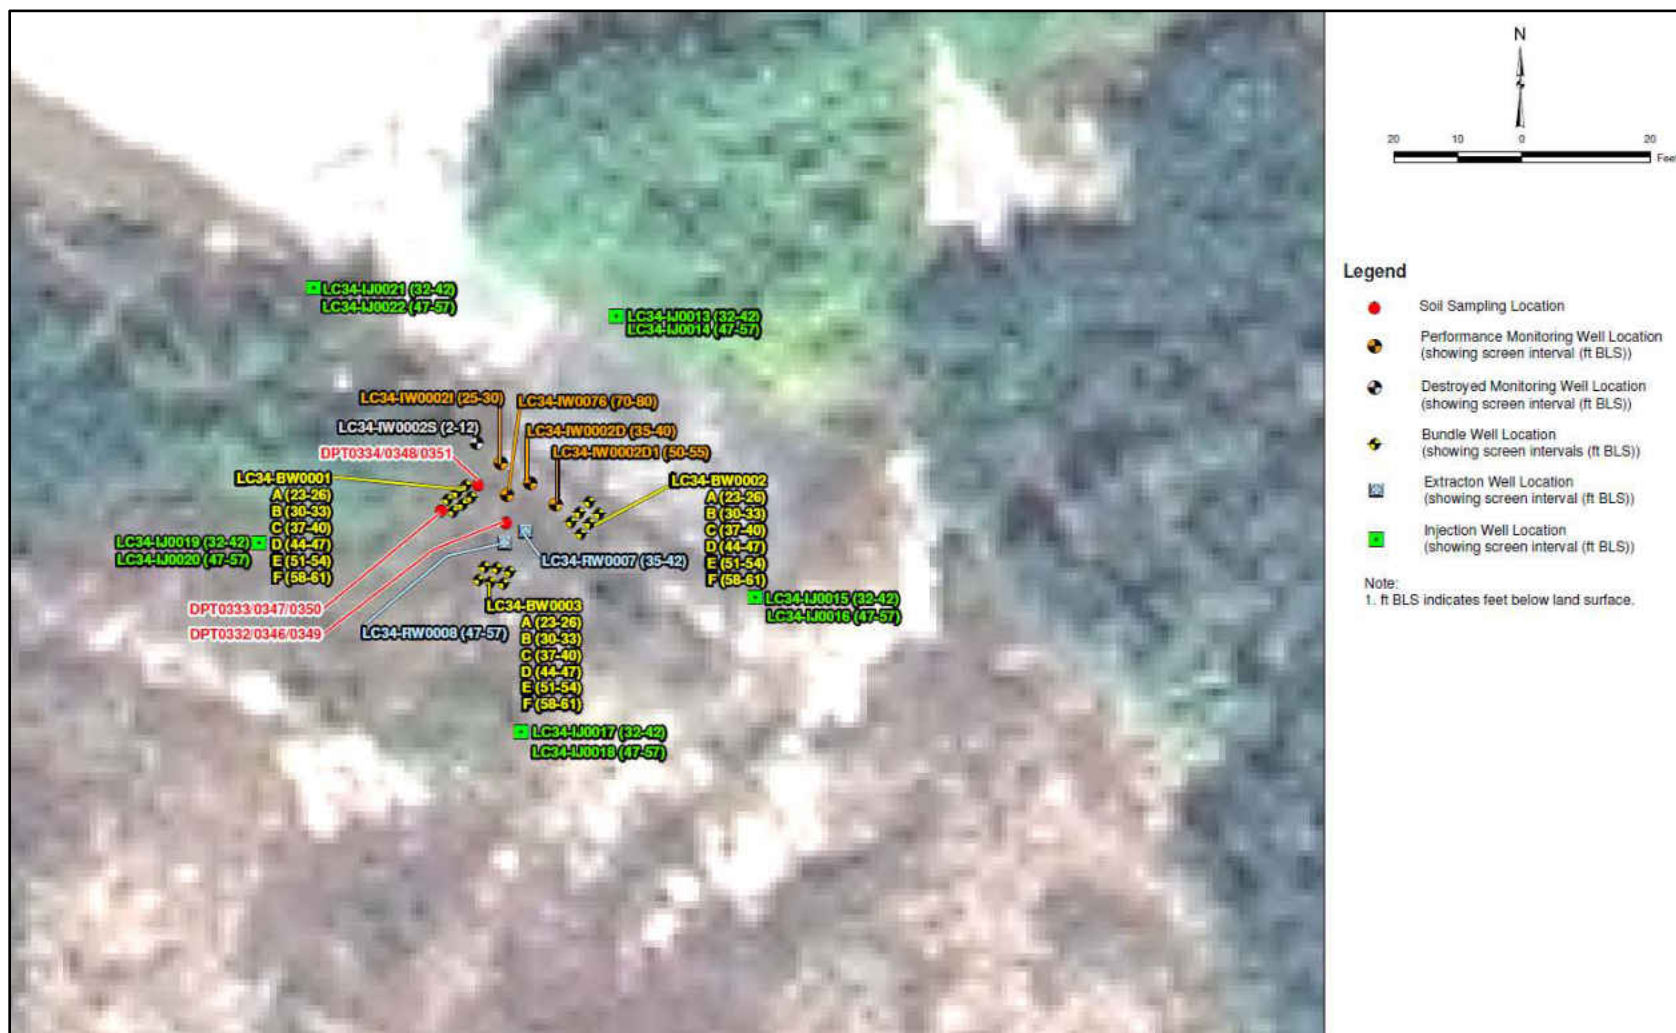 N
20 10 0 20
Feet
LC34-IJ0021 (32-42)
LC34-IJ0022 (47-57)
LC34-IJ0013 (32-42)
LC34-IJ0014 (47-57)
LC34-IW0002I (25-30)
LC34-IW0076 (70-80)
LC34-IW0002S (2-12)
LC34-IW0002D (35-40)
DPT0334/0348/0351
LC34-IW0002D1 (50-55)
LC34-BW0001
A (23-26)
B (30-33)
C (37-40)
D (44-47)
E (51-54)
F (58-61)
LC34-BW0002
A (23-26)
B (30-33)
C (37-40)
D (44-47)
E (51-54)
F (58-61)
LC34-IJ0019 (32-42)
LC34-IJ0020 (47-57)
LC34-RW0007 (35-42)
DPT0333/0347/0350
DPT0332/0346/0349
LC34-RW0008 (47-57)
LC34-BW0003
A (23-26)
B (30-33)
C (37-40)
D (44-47)
E (51-54)
F (58-61)
LC34-IJ0015 (32-42)
LC34-IJ0016 (47-57)
LC34-IJ0017 (32-42)
LC34-IJ0018 (47-57)
Legend
Soil Sampling Location
Performance Monitoring Well Location
(showing screen interval (ft BLS))
Destroyed Monitoring Well Location
(showing screen interval (ft BLS))
Bundle Well Location
(showing screen intervals (ft BLS))
Extracton Well Location
(showing screen interval (ft BLS))
Injection Well Location
(showing screen interval (ft BLS))
Note:
1. ft BLS indicates feet below land surface.